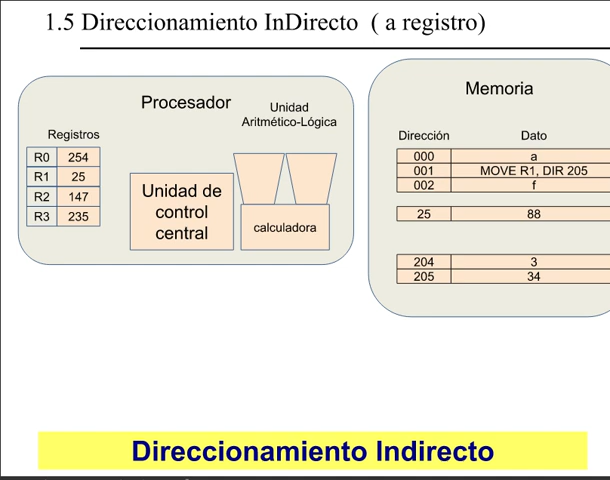 1.5 Direccionamiento InDirecto ( a registro)
Procesador
Unidad
Aritmético-Lógica
Registros
R0 254
R1 25
R2 147
R3 235
Unidad de
control
central
calculadora
Memoria
Dirección Dato
000 a
001 MOVE R1, DIR 205
002 f
25 88
204 3
205 34
Direccionamiento Indirecto